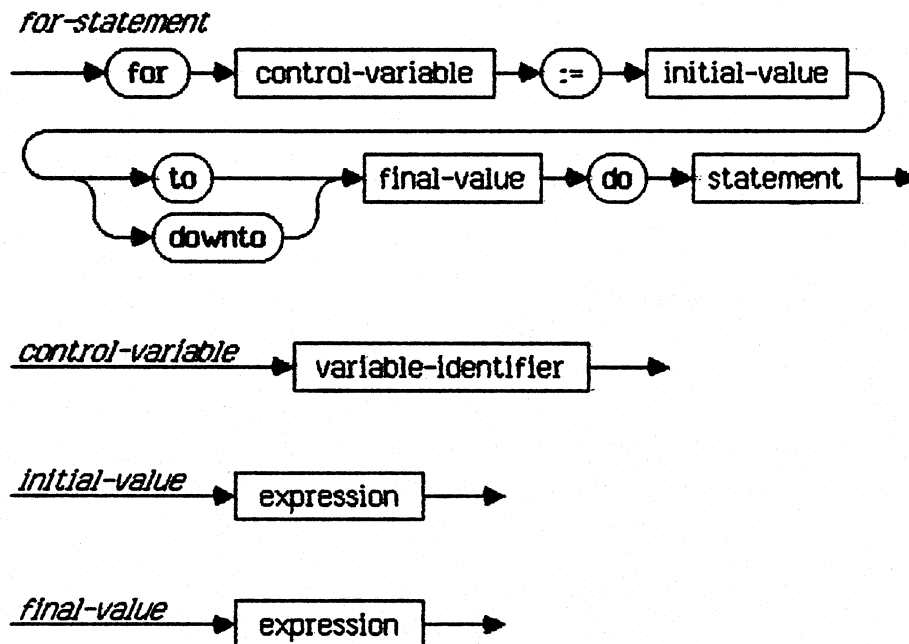 for-statement
for control-variable := initial-value
to final-value do statement
downto
control-variable
variable-identifier
initial-value
expression
final-value
expression